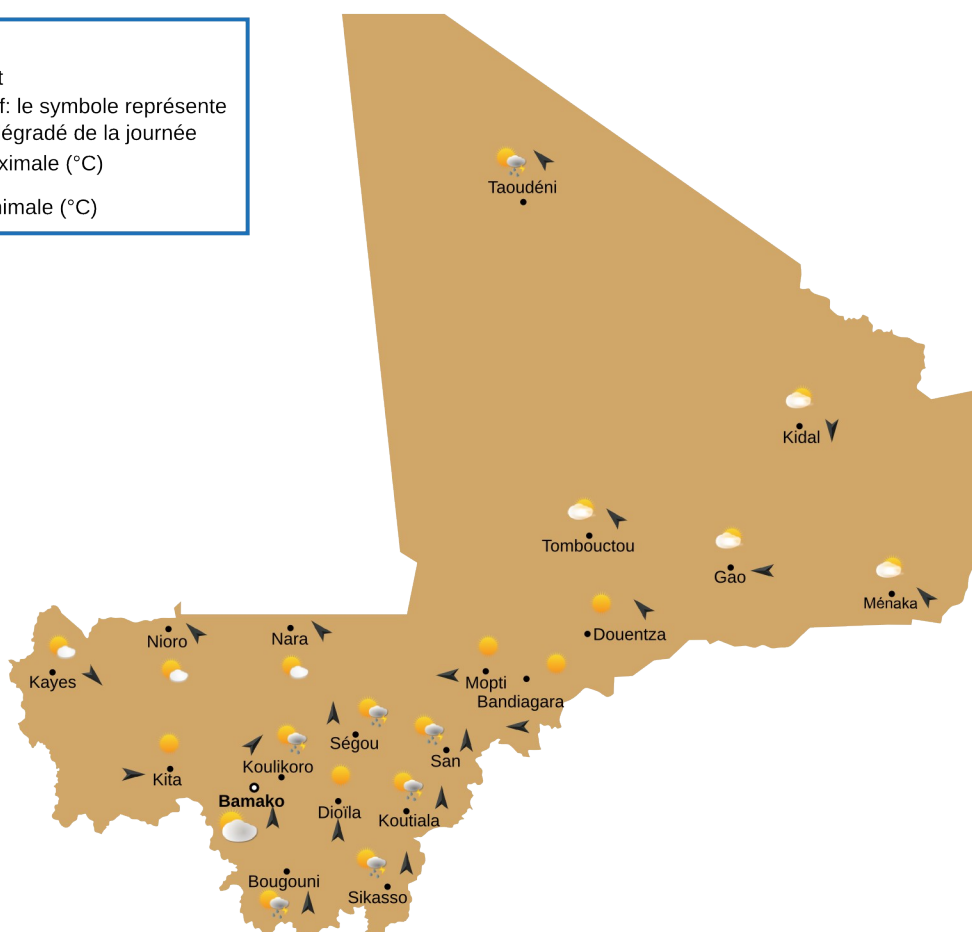 t
f: le symbole représente
égradé de la journée
ximale (°C)
imale (°C)
Taoudéni
Kidal
Tombouctou
Gao
Ménaka
Douentza
Nioro
Nara
Kayes
Mopti
Bandiagara
Ségou
San
Koulikoro
Kita
Bamako
Dioïla
Koutiala
Bougouni
Sikasso